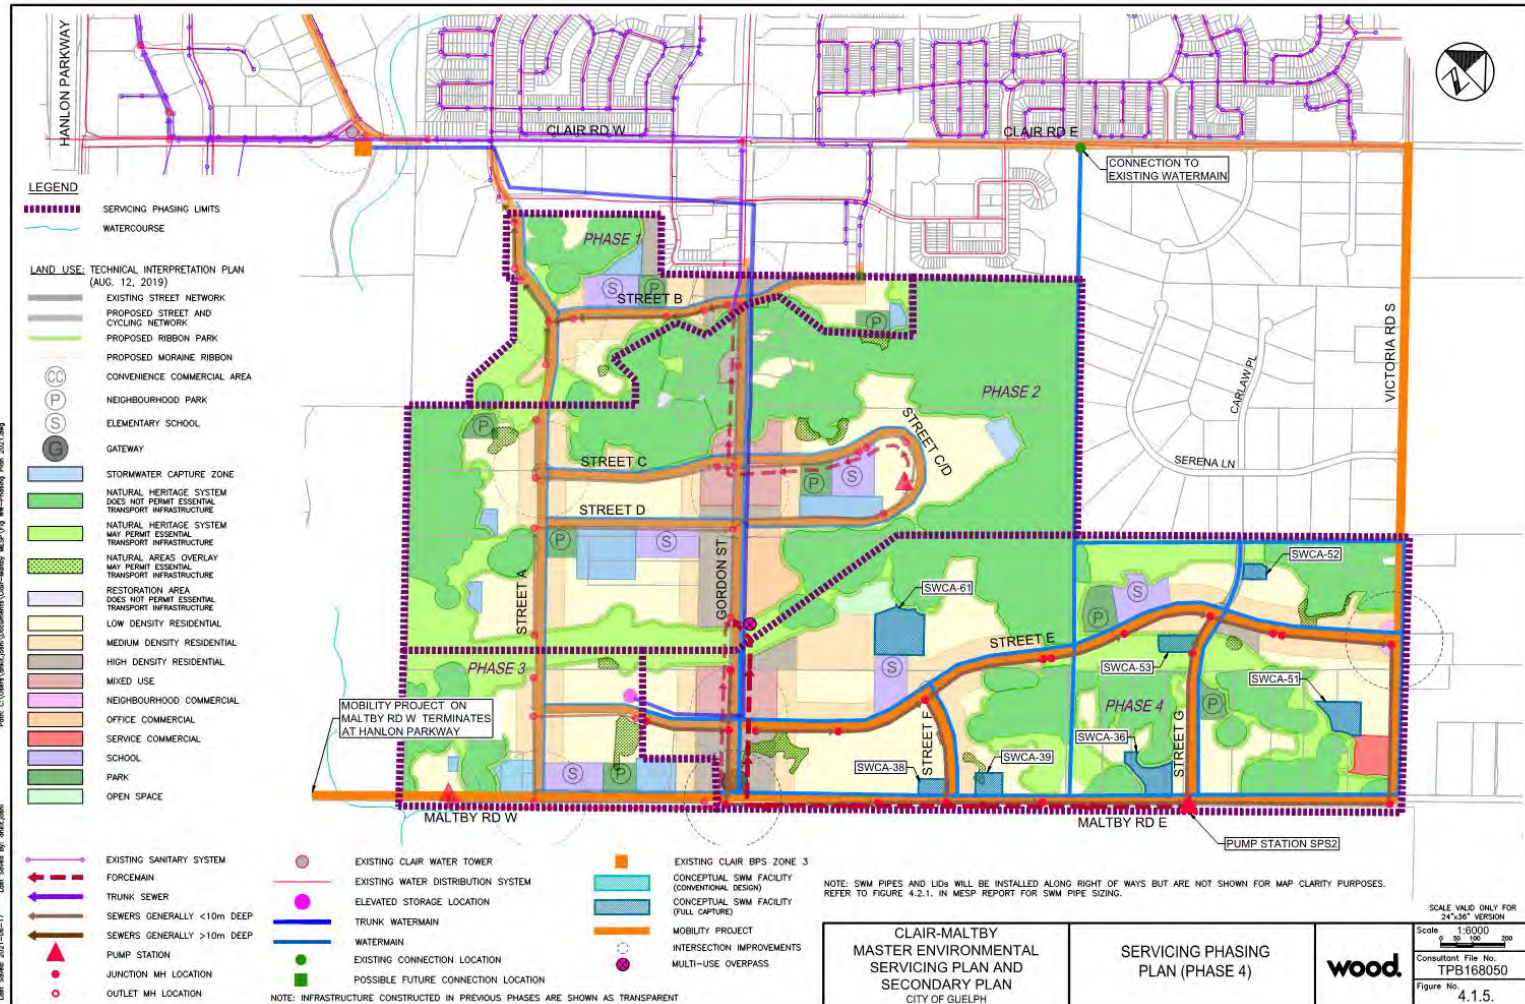 HANLON PARKWAY
CLAIR RD W
CLAIR RD E
CONNECTION TO
EXISTING WATERMAIN
LEGEND
SERVICING PHASING LIMITS
WATERCOURSE
LAND USE: TECHNICAL INTERPRETATION PLAN
(AUG. 12, 2019)
EXISTING STREET NETWORK
PROPOSED STREET AND
CYCLING NETWORK
PROPOSED RIBBON PARK
PROPOSED MORAINE RIBBON
CC
CONVENIENCE COMMERCIAL AREA
P
NEIGHBOURHOOD PARK
S
ELEMENTARY SCHOOL
G
GATEWAY
STORMWATER CAPTURE ZONE
NATURAL HERITAGE SYSTEM
DOES NOT PERMIT ESSENTIAL
TRANSPORT INFRASTRUCTURE
NATURAL HERITAGE SYSTEM
MAY PERMIT ESSENTIAL
TRANSPORT INFRASTRUCTURE
NATURAL AREAS OVERLAY
MAY PERMIT ESSENTIAL
TRANSPORT INFRASTRUCTURE
RESTORATION AREA
DOES NOT PERMIT ESSENTIAL
TRANSPORT INFRASTRUCTURE
LOW DENSITY RESIDENTIAL
MEDIUM DENSITY RESIDENTIAL
HIGH DENSITY RESIDENTIAL
MIXED USE
NEIGHBOURHOOD COMMERCIAL
OFFICE COMMERCIAL
SERVICE COMMERCIAL
SCHOOL
PARK
OPEN SPACE
PHASE 1
S
P
STREET B
P
PHASE 2
VICTORIA RD S
CARLAW PL
SERENA LN
P
STREET C
STREET C/D
P
S
STREET D
P
S
STREET A
GORDON ST
SWCA-61
SWCA-52
P
S
STREET E
S
SWCA-53
SWCA-51
PHASE 3
PHASE 4
P
MOBILITY PROJECT ON
MALTBY RD W TERMINATES
AT HANLON PARKWAY
STREET F
STREET G
SWCA-36
SWCA-38
SWCA-39
S
P
MALTBY RD W
MALTBY RD E
PUMP STATION SPS2
EXISTING SANITARY SYSTEM
FORCEMAIN
TRUNK SEWER
SEWERS GENERALLY <10m DEEP
SEWERS GENERALLY >10m DEEP
PUMP STATION
JUNCTION MH LOCATION
OUTLET MH LOCATION
EXISTING CLAIR WATER TOWER
EXISTING WATER DISTRIBUTION SYSTEM
ELEVATED STORAGE LOCATION
TRUNK WATERMAIN
WATERMAIN
EXISTING CONNECTION LOCATION
POSSIBLE FUTURE CONNECTION LOCATION
NOTE: INFRASTRUCTURE CONSTRUCTED IN PREVIOUS PHASES ARE SHOWN AS TRANSPARENT
EXISTING CLAIR BPS ZONE 3
CONCEPTUAL SWM FACILITY
(CONVENTIONAL DESIGN)
CONCEPTUAL SWM FACILITY
(FULL CAPTURE)
MOBILITY PROJECT
INTERSECTION IMPROVEMENTS
MULTI-USE OVERPASS
NOTE: SWM PIPES AND LIDs WILL BE INSTALLED ALONG RIGHT OF WAYS BUT ARE NOT SHOWN FOR MAP CLARITY PURPOSES.
REFER TO FIGURE 4.2.1. IN MESP REPORT FOR SWM PIPE SIZING.
CLAIR-MALTBY
MASTER ENVIRONMENTAL
SERVICING PLAN AND
SECONDARY PLAN
CITY OF GUELPH
SERVICING PHASING
PLAN (PHASE 4)
wood.
SCALE VALID ONLY FOR
24"x36" VERSION
Scale 1:6000
0 50 100 200
Consultant File No.
TPB168050
Figure No.
4.1.5.